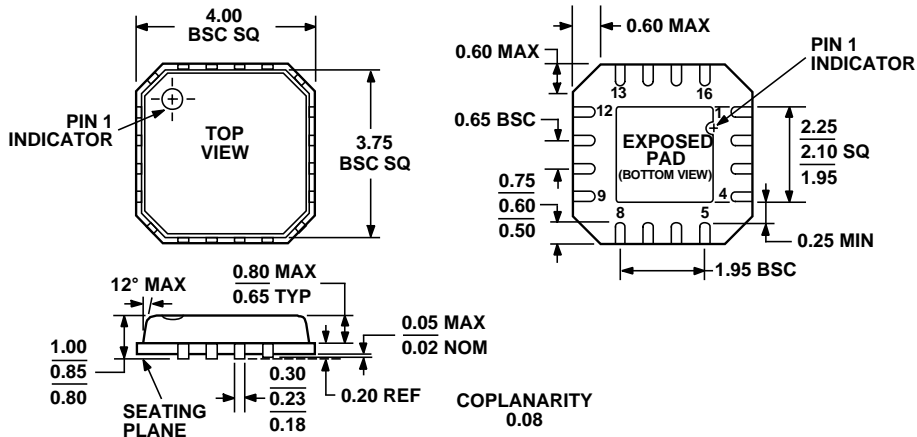 4.00
BSC SQ
PIN 1
INDICATOR
TOP
VIEW
3.75
BSC SQ
0.60 MAX
0.60 MAX
PIN 1
INDICATOR
13
16
12
1
0.65 BSC
EXPOSED
PAD
(BOTTOM VIEW)
2.25
2.10 SQ
1.95
0.75
0.60
0.50
9
4
8
5
0.25 MIN
1.95 BSC
12° MAX
0.80 MAX
0.65 TYP
0.05 MAX
0.02 NOM
1.00
0.85
0.80
SEATING
PLANE
0.30
0.23
0.18
0.20 REF
COPLANARITY
0.08